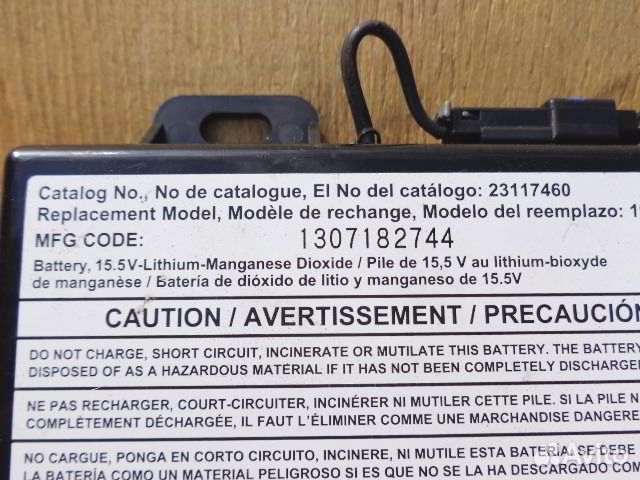 Catalog No., No de catalogue, El No del catálogo: 23117460
Replacement Model, Modèle de rechange, Modelo del reemplazo:
MFG CODE: 1307182744
Battery, 15.5V-Lithium-Manganese Dioxide / Pile de 15,5 V au lithium-bioxyde
de manganèse / Batería de dióxido de litio y manganeso de 15.5V
CAUTION / AVERTISSEMENT / PRECAUCIÓN
DO NOT CHARGE, SHORT CIRCUIT, INCINERATE OR MUTILATE THIS BATTERY. THE BATTERY
DISPOSED OF AS A HAZARDOUS MATERIAL IF IT HAS NOT BEEN COMPLETELY DISCHARGE
NE PAS RECHARGER, COURT-CIRCUITER, INCINÉRER NI MUTILER CETTE PILE. SI LA PILE N
COMPLÈTEMENT DÉCHARGÉE, IL FAUT L'ÉLIMINER COMME UNE MARCHANDISE DANGERE
NO CARGUE, PONGA EN CORTO CIRCUITO, INCINERE, NI MUTILE ESTA BATERÍA. SE DEBE
LA BATERÍA COMO UN MATERIAL PELIGROSO SI ES QUE NO SE LA HA DESCARGADO COM
Avito